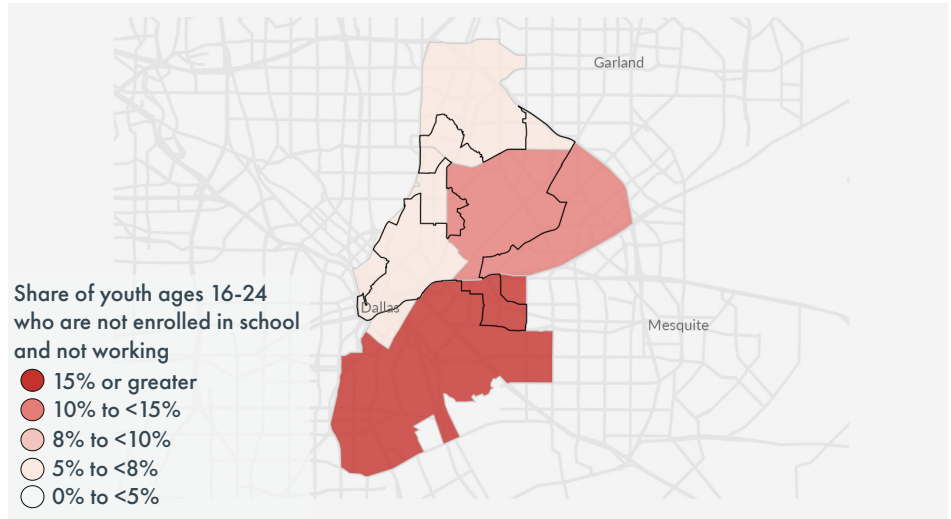 Garland
Dallas
Mesquite
Share of youth ages 16-24
who are not enrolled in school
and not working
15% or greater
10% to <15%
8% to <10%
5% to <8%
0% to <5%